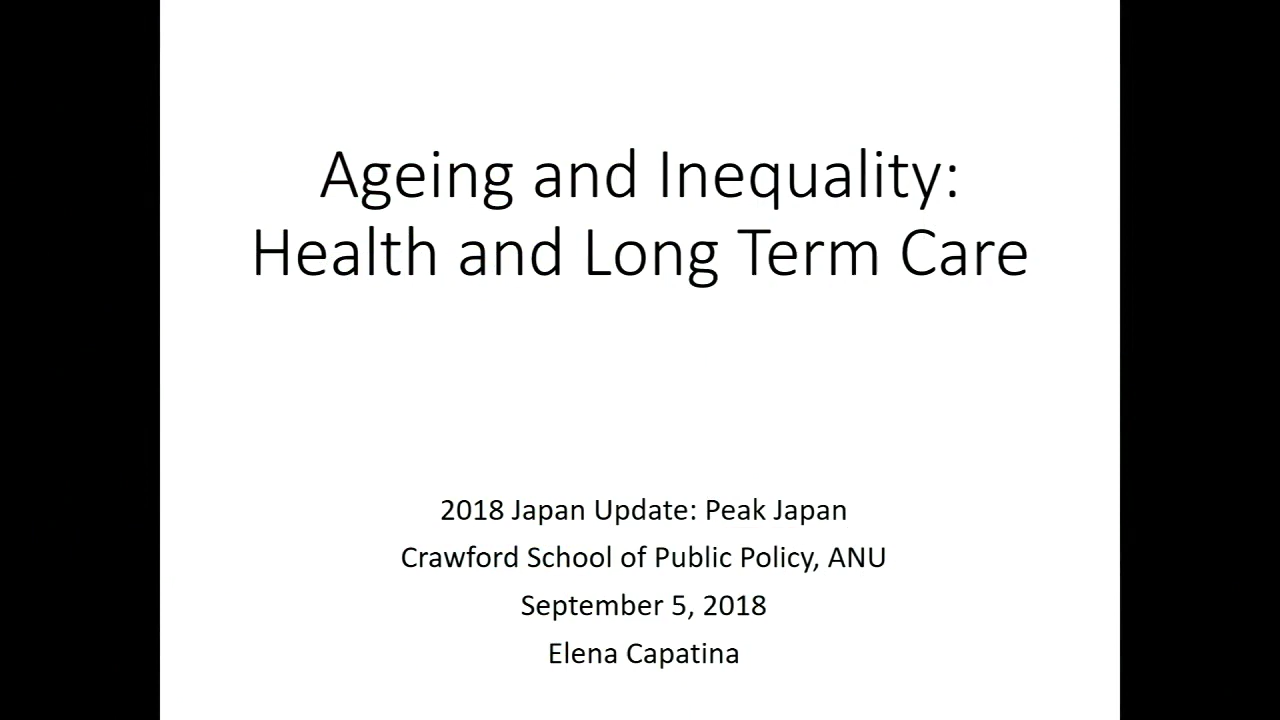 Ageing and Inequality:
Health and Long Term Care
2018 Japan Update: Peak Japan
Crawford School of Public Policy, ANU
September 5, 2018
Elena Capatina